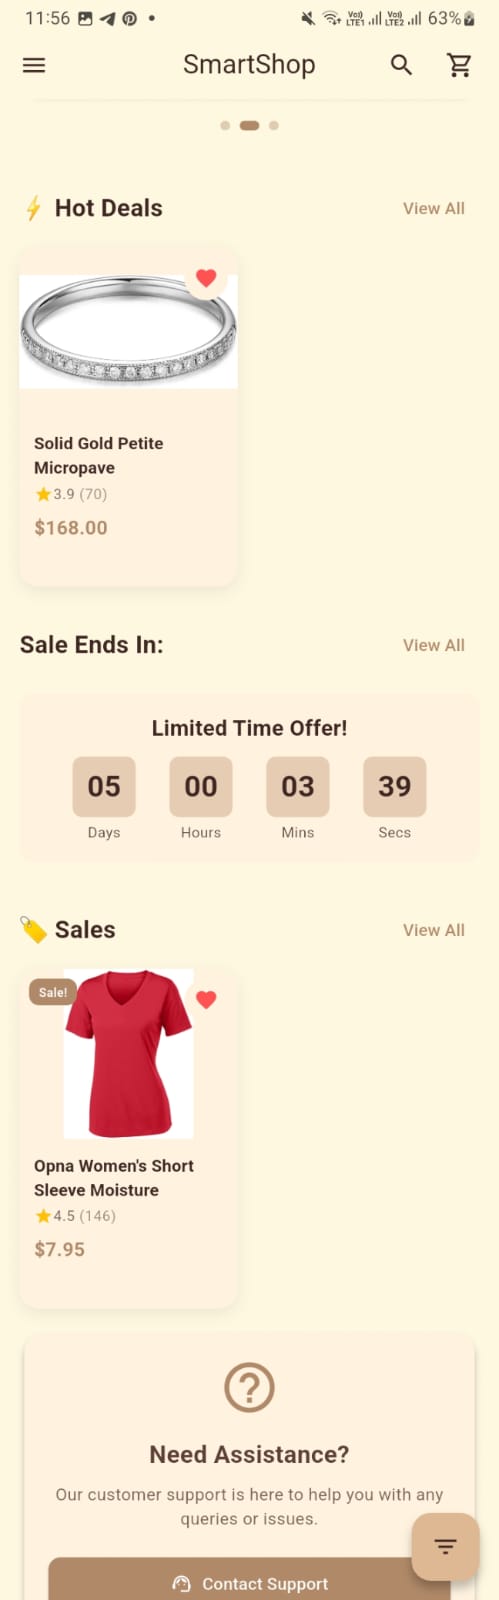 11:56 Vo)) LTE1 Vo)) LTE2 63%
SmartShop
⚡ Hot Deals View All
Solid Gold Petite
Micropave
⭐3.9 (70)
$168.00
Sale Ends In: View All
Limited Time Offer!
05 00 03 39
Days Hours Mins Secs
🏷️ Sales View All
Sale!
Opna Women's Short
Sleeve Moisture
⭐4.5 (146)
$7.95
Need Assistance?
Our customer support is here to help you with any
queries or issues.
Contact Support